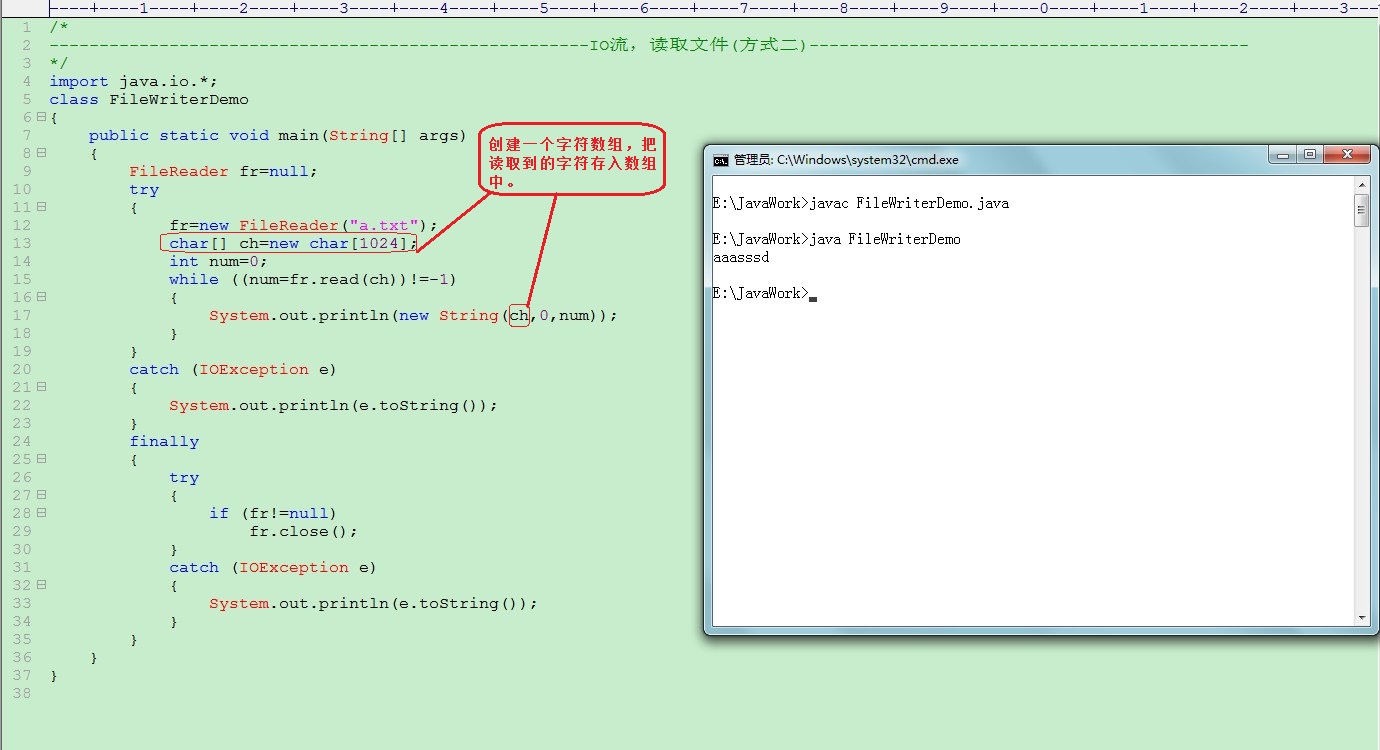 ----+----1----+----2----+----3----+----4----+----5----+----6----+----7----+----8----+----9----+----0----+----1----+----2----+----3---
1 /*
2 ------------------------------------------------------IO流，读取文件(方式二)--------------------------------------------
3 */
4 import java.io.*;
5 class FileWriterDemo
6 {
7 public static void main(String[] args)
8 {
9 FileReader fr=null;
10 try
11 {
12 fr=new FileReader("a.txt");
13 char[] ch=new char[1024];
14 int num=0;
15 while ((num=fr.read(ch))!=-1)
16 {
17 System.out.println(new String(ch,0,num));
18 }
19 }
20 catch (IOException e)
21 {
22 System.out.println(e.toString());
23 }
24 finally
25 {
26 try
27 {
28 if (fr!=null)
29 fr.close();
30 }
31 catch (IOException e)
32 {
33 System.out.println(e.toString());
34 }
35 }
36 }
37 }
38
创建一个字符数组，把
读取到的字符存入数组
中。
管理员: C:\Windows\system32\cmd.exe
E:\JavaWork>javac FileWriterDemo.java
E:\JavaWork>java FileWriterDemo
aaasssd
E:\JavaWork>